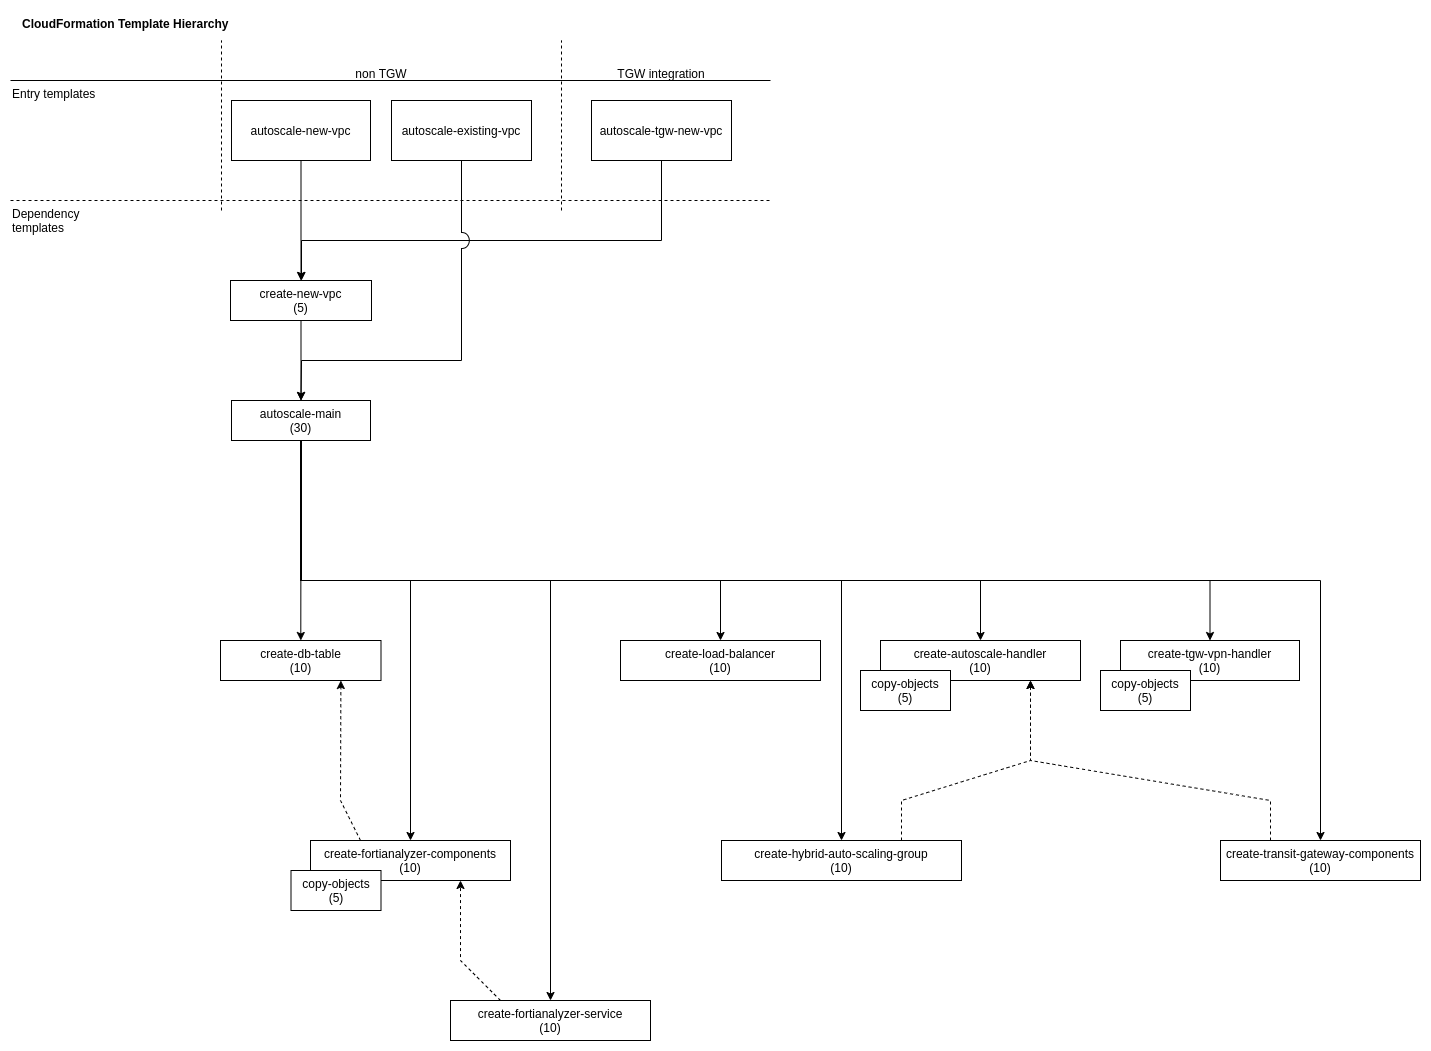 CloudFormation Template Hierarchy
non TGW
TGW integration
Entry templates
autoscale-new-vpc
autoscale-existing-vpc
autoscale-tgw-new-vpc
Dependency
templates
create-new-vpc
(5)
autoscale-main
(30)
create-db-table
(10)
create-load-balancer
(10)
create-autoscale-handler
(10)
copy-objects
(5)
create-tgw-vpn-handler
(10)
copy-objects
(5)
create-fortianalyzer-components
(10)
copy-objects
(5)
create-hybrid-auto-scaling-group
(10)
create-transit-gateway-components
(10)
create-fortianalyzer-service
(10)